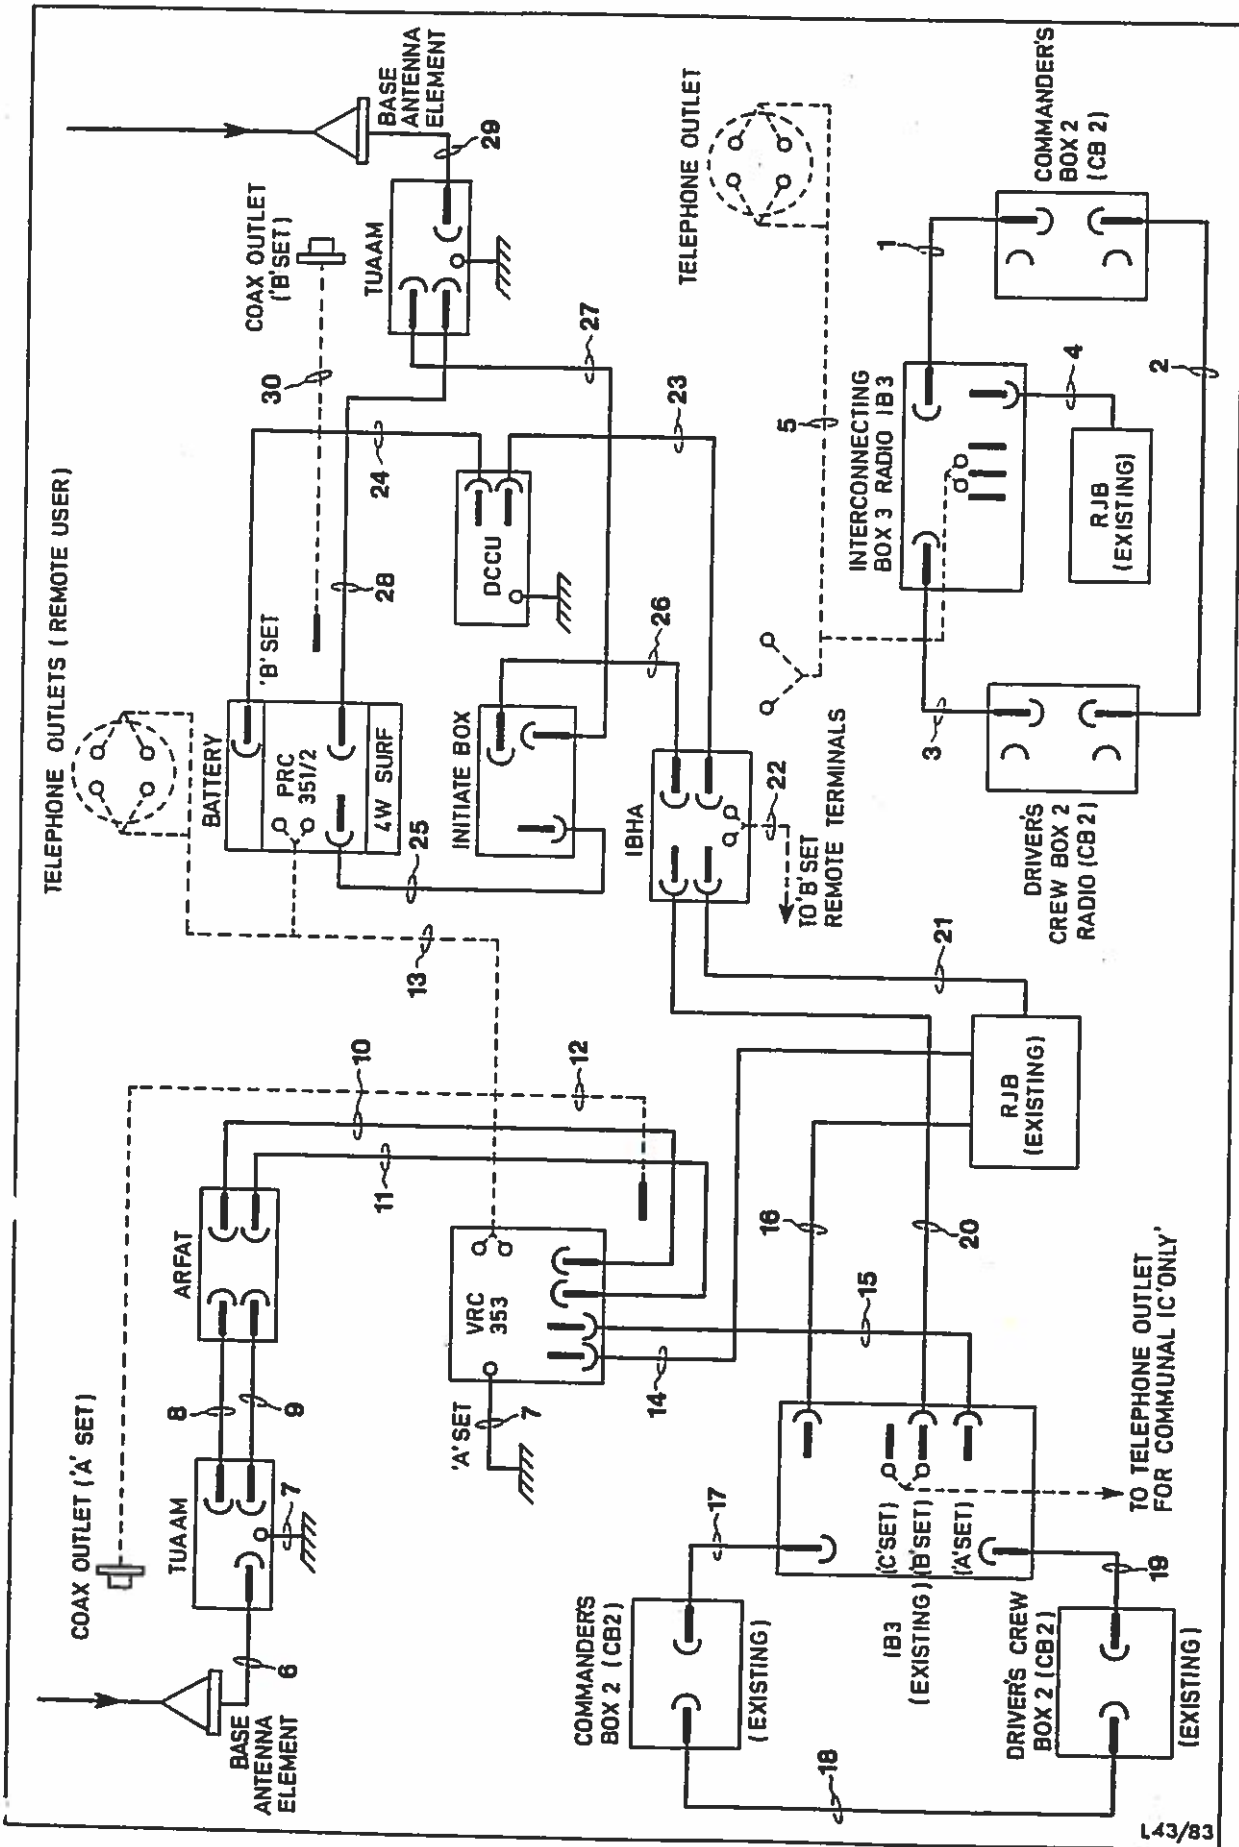 TELEPHONE OUTLETS (REMOTE USER)
COAX OUTLET ('A' SET)
BASE
ANTENNA
ELEMENT
6
TUAAM
7
8
9
ARFAT
10
11
12
13
BATTERY
'B' SET
PRC
351/2
4W SURF
25
24
28
30
COAX OUTLET
('B' SET)
TUAAM
BASE
ANTENNA
ELEMENT
29
'A' SET
7
VRC
353
14
15
INITIATE BOX
DCCU
26
27
23
COMMANDER'S
BOX 2 (CB2)
(EXISTING)
17
18
16
20
21
IBHA
22
TO 'B' SET
REMOTE TERMINALS
5
TELEPHONE OUTLET
('C' SET)
('B' SET)
('A' SET)
IB3
(EXISTING)
19
DRIVER'S CREW
BOX 2 (CB2)
(EXISTING)
RJB
(EXISTING)
TO TELEPHONE OUTLET
FOR COMMUNAL IC 'ONLY'
INTERCONNECTING
BOX 3 RADIO IB3
1
3
4
2
RJB
(EXISTING)
DRIVER'S
CREW BOX 2
RADIO (CB 2)
COMMANDER'S
BOX 2
(CB 2)
L43/83